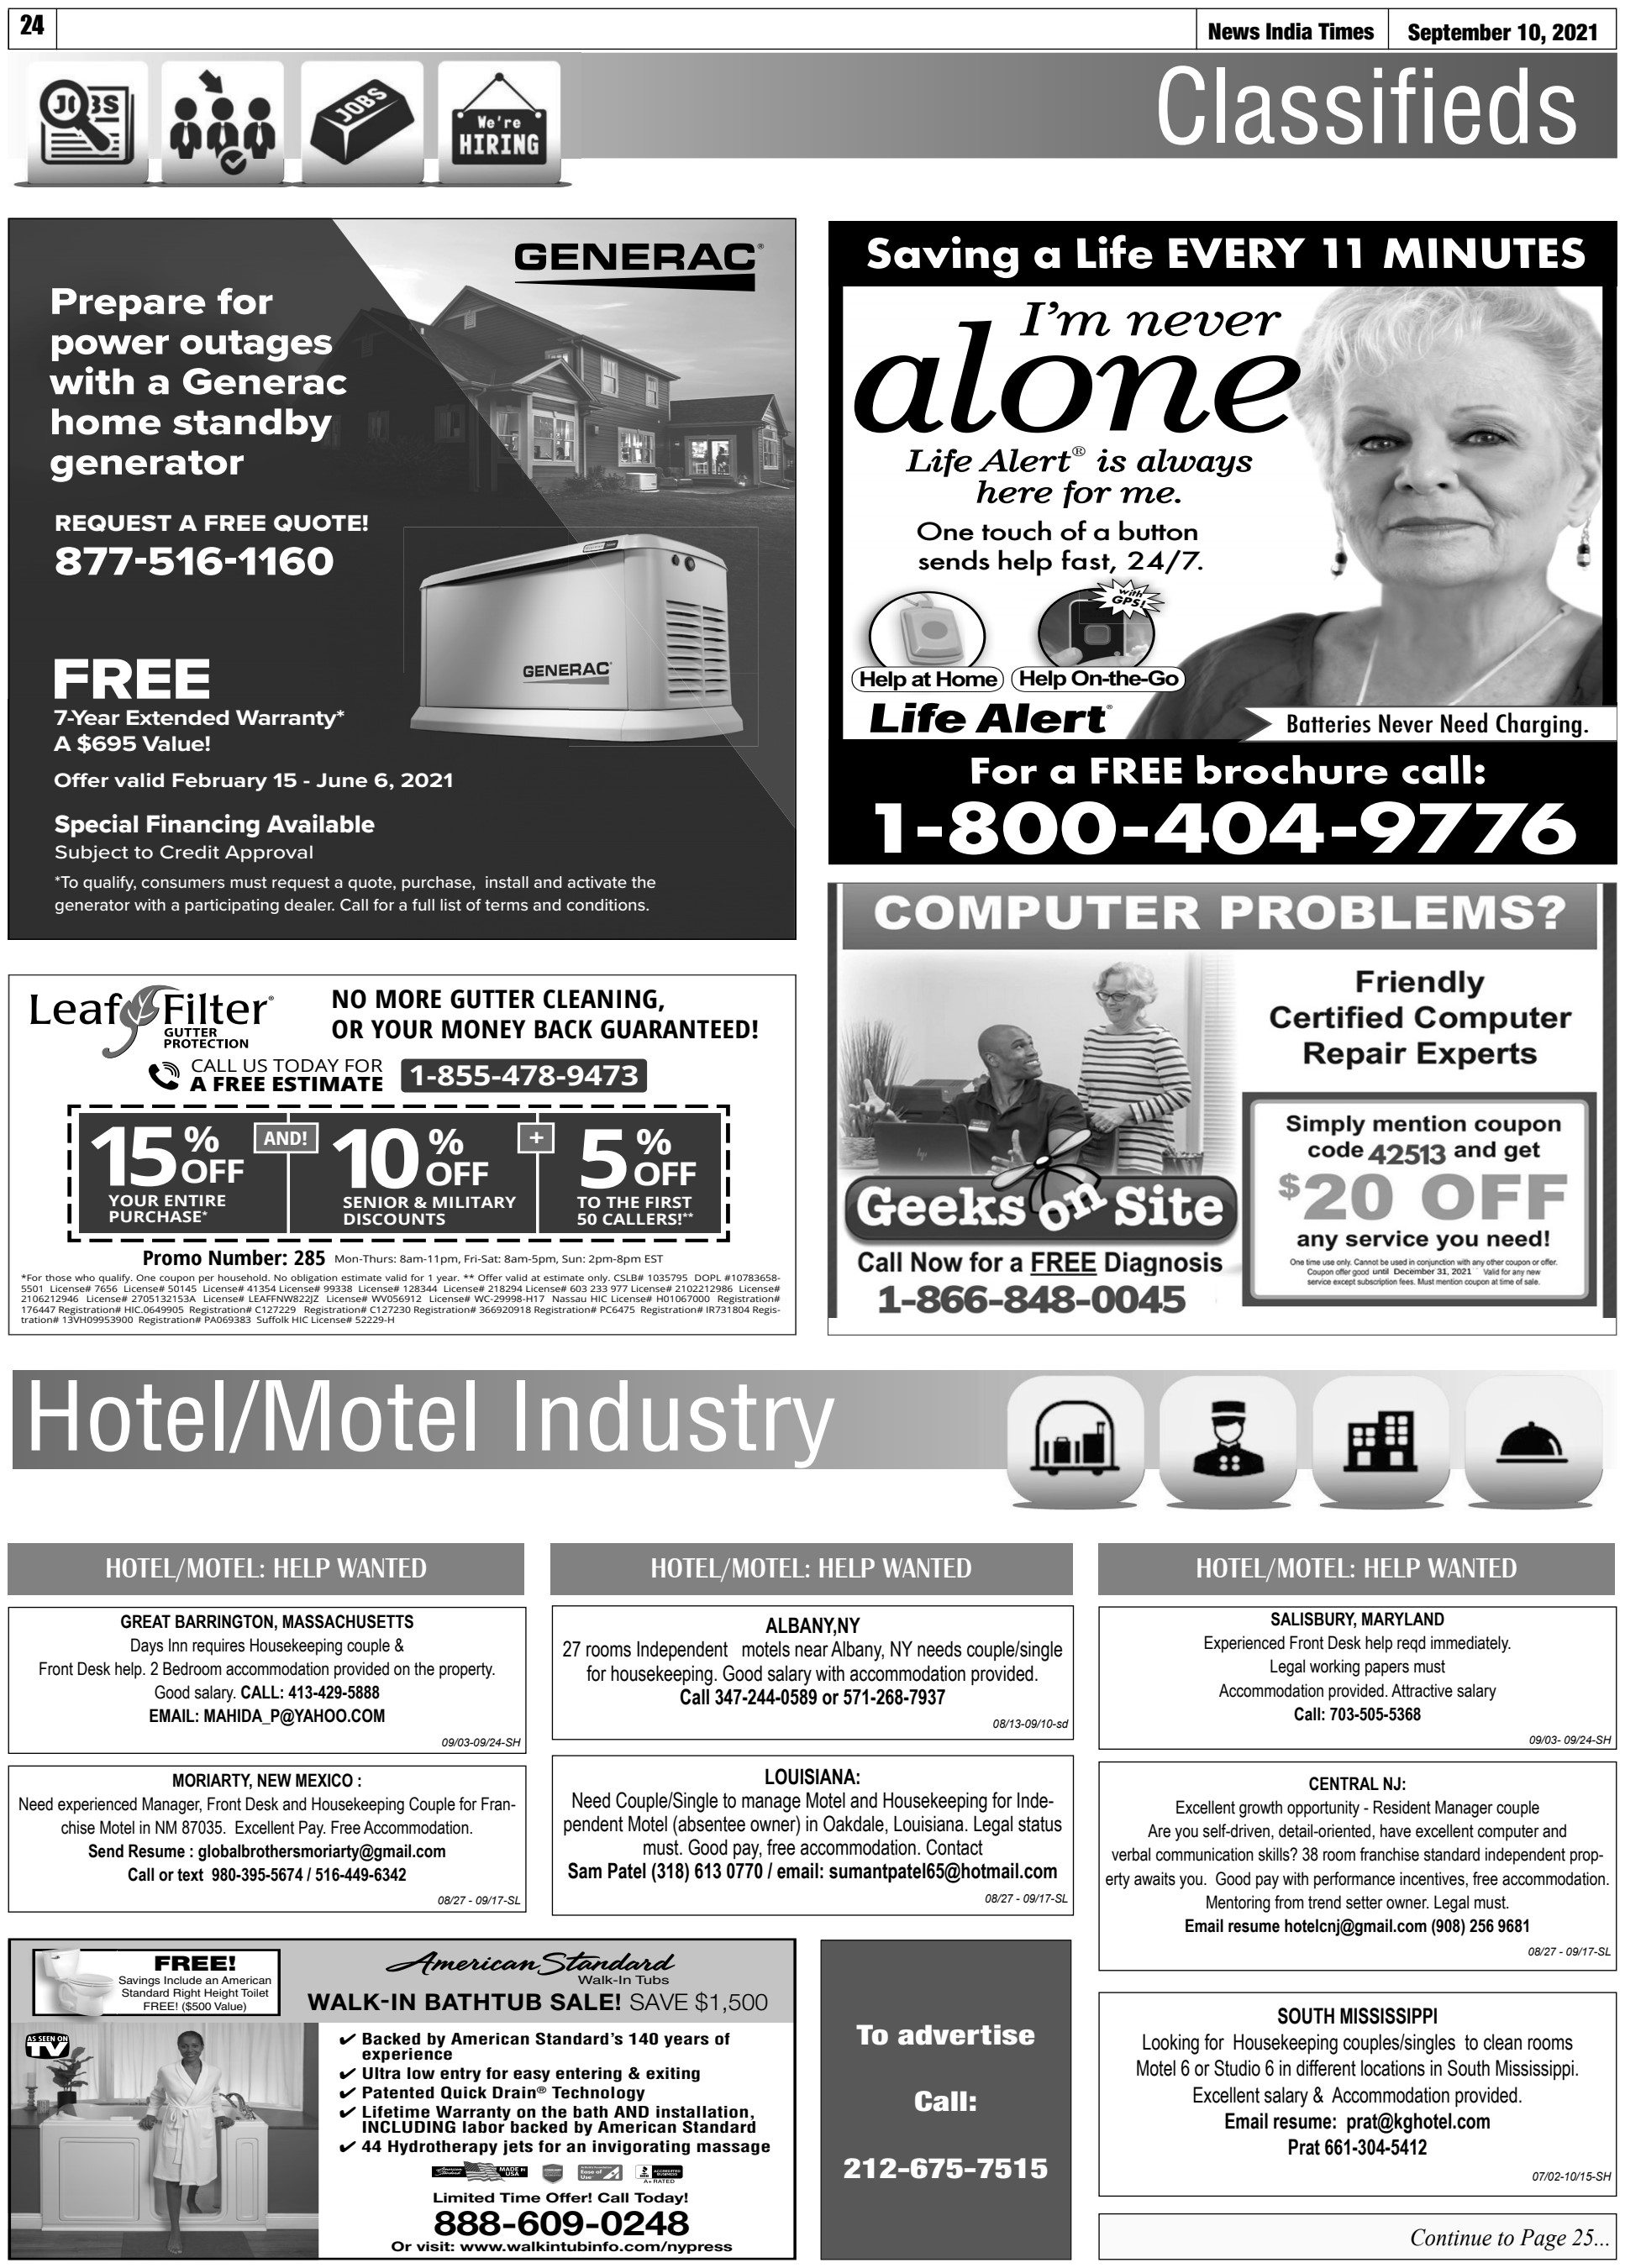 24
News India Times
September 10, 2021
JOBS
JOBS
We're
HIRING
Classifieds
GENERAC®
Prepare for
power outages
with a Generac
home standby
generator
REQUEST A FREE QUOTE!
877-516-1160
GENERAC
FREE
7-Year Extended Warranty*
A $695 Value!
Offer valid February 15 - June 6, 2021
Special Financing Available
Subject to Credit Approval
*To qualify, consumers must request a quote, purchase, install and activate the
generator with a participating dealer. Call for a full list of terms and conditions.
Saving a Life EVERY 11 MINUTES
I'm never
alone
Life Alert® is always
here for me.
One touch of a button
sends help fast, 24/7.
with
GPS!
Help at Home
Help On-the-Go
Life Alert®
Batteries Never Need Charging.
For a FREE brochure call:
1-800-404-9776
LeafFilter®
GUTTER
PROTECTION
NO MORE GUTTER CLEANING,
OR YOUR MONEY BACK GUARANTEED!
CALL US TODAY FOR
A FREE ESTIMATE
1-855-478-9473
15% OFF
YOUR ENTIRE
PURCHASE*
AND!
10% OFF
SENIOR & MILITARY
DISCOUNTS
+
5% OFF
TO THE FIRST
50 CALLERS!**
Promo Number: 285 Mon-Thurs: 8am-11pm, Fri-Sat: 8am-5pm, Sun: 2pm-8pm EST
*For those who qualify. One coupon per household. No obligation estimate valid for 1 year. ** Offer valid at estimate only. CSLB# 1035795 DOPL #10783658-
5501 License# 7656 License# 50145 License# 41354 License# 99338 License# 128344 License# 218294 License# 603 233 977 License# 2102212986 License#
2106212946 License# 2705132153A License# LEAFFNW822JZ License# WV056912 License# WC-29998-H17 Nassau HIC License# H01067000 Registration#
176447 Registration# HIC.0649905 Registration# C127229 Registration# C127230 Registration# 366920918 Registration# PC6475 Registration# IR731804 Regis-
tration# 13VH09953900 Registration# PA069383 Suffolk HIC License# 52229-H
COMPUTER PROBLEMS?
Friendly
Certified Computer
Repair Experts
Geeks on Site
Call Now for a FREE Diagnosis
1-866-848-0045
Simply mention coupon
code 42513 and get
$20 OFF
any service you need!
One time use only. Cannot be used in conjunction with any other coupon or offer.
Coupon offer good until December 31, 2021 Valid for any new
service except subscription fees. Must mention coupon at time of sale.
Hotel/Motel Industry
HOTEL/MOTEL: HELP WANTED
GREAT BARRINGTON, MASSACHUSETTS
Days Inn requires Housekeeping couple &
Front Desk help. 2 Bedroom accommodation provided on the property.
Good salary. CALL: 413-429-5888
EMAIL: MAHIDA_P@YAHOO.COM
09/03-09/24-SH
MORIARTY, NEW MEXICO :
Need experienced Manager, Front Desk and Housekeeping Couple for Fran-
chise Motel in NM 87035. Excellent Pay. Free Accommodation.
Send Resume : globalbrothersmoriarty@gmail.com
Call or text 980-395-5674 / 516-449-6342
08/27 - 09/17-SL
HOTEL/MOTEL: HELP WANTED
ALBANY,NY
27 rooms Independent motels near Albany, NY needs couple/single
for housekeeping. Good salary with accommodation provided.
Call 347-244-0589 or 571-268-7937
08/13-09/10-sd
LOUISIANA:
Need Couple/Single to manage Motel and Housekeeping for Inde-
pendent Motel (absentee owner) in Oakdale, Louisiana. Legal status
must. Good pay, free accommodation. Contact
Sam Patel (318) 613 0770 / email: sumantpatel65@hotmail.com
08/27 - 09/17-SL
HOTEL/MOTEL: HELP WANTED
SALISBURY, MARYLAND
Experienced Front Desk help reqd immediately.
Legal working papers must
Accommodation provided. Attractive salary
Call: 703-505-5368
09/03- 09/24-SH
CENTRAL NJ:
Excellent growth opportunity - Resident Manager couple
Are you self-driven, detail-oriented, have excellent computer and
verbal communication skills? 38 room franchise standard independent prop-
erty awaits you. Good pay with performance incentives, free accommodation.
Mentoring from trend setter owner. Legal must.
Email resume hotelcnj@gmail.com (908) 256 9681
08/27 - 09/17-SL
SOUTH MISSISSIPPI
Looking for Housekeeping couples/singles to clean rooms
Motel 6 or Studio 6 in different locations in South Mississippi.
Excellent salary & Accommodation provided.
Email resume: prat@kghotel.com
Prat 661-304-5412
07/02-10/15-SH
Continue to Page 25...
FREE!
Savings Include an American
Standard Right Height Toilet
FREE! ($500 Value)
American Standard
Walk-In Tubs
WALK-IN BATHTUB SALE! SAVE $1,500
AS SEEN ON
TV
✔ Backed by American Standard's 140 years of
experience
✔ Ultra low entry for easy entering & exiting
✔ Patented Quick Drain® Technology
✔ Lifetime Warranty on the bath AND installation,
INCLUDING labor backed by American Standard
✔ 44 Hydrotherapy jets for an invigorating massage
MADE IN
USA
Ease of
Use
ACCREDITED
BUSINESS
A+ RATED
Limited Time Offer! Call Today!
888-609-0248
Or visit: www.walkintubinfo.com/nypress
To advertise
Call:
212-675-7515